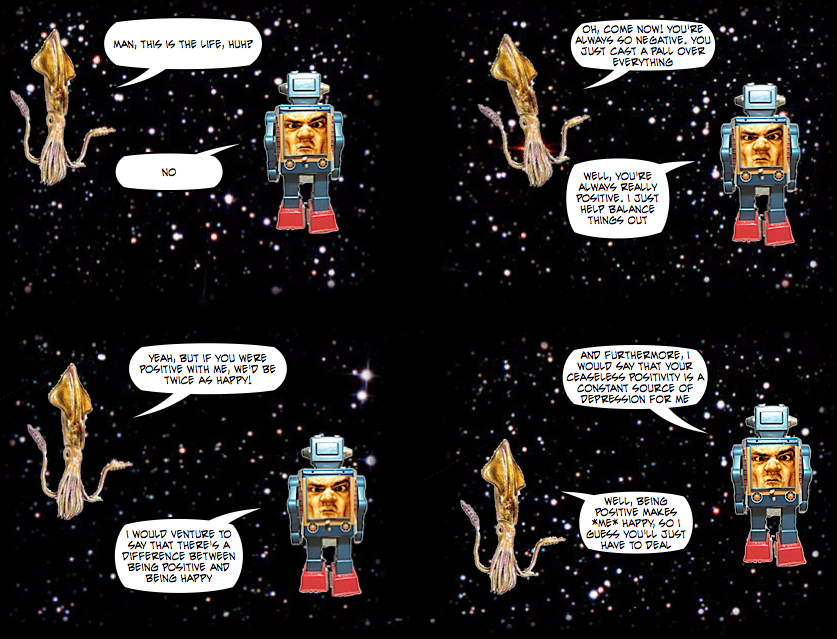 MAN, THIS IS THE LIFE, HUH?
NO
OH, COME NOW! YOU'RE
ALWAYS SO NEGATIVE. YOU
JUST CAST A PALL OVER
EVERYTHING
WELL, YOU'RE
ALWAYS REALLY
POSITIVE. I JUST
HELP BALANCE
THINGS OUT
YEAH, BUT IF YOU WERE
POSITIVE WITH ME, WE'D BE
TWICE AS HAPPY!
I WOULD VENTURE TO
SAY THAT THERE'S A
DIFFERENCE BETWEEN
BEING POSITIVE AND
BEING HAPPY
AND FURTHERMORE, I
WOULD SAY THAT YOUR
CEASELESS POSITIVITY IS A
CONSTANT SOURCE OF
DEPRESSION FOR ME
WELL, BEING
POSITIVE MAKES
*ME* HAPPY, SO I
GUESS YOU'LL JUST
HAVE TO DEAL